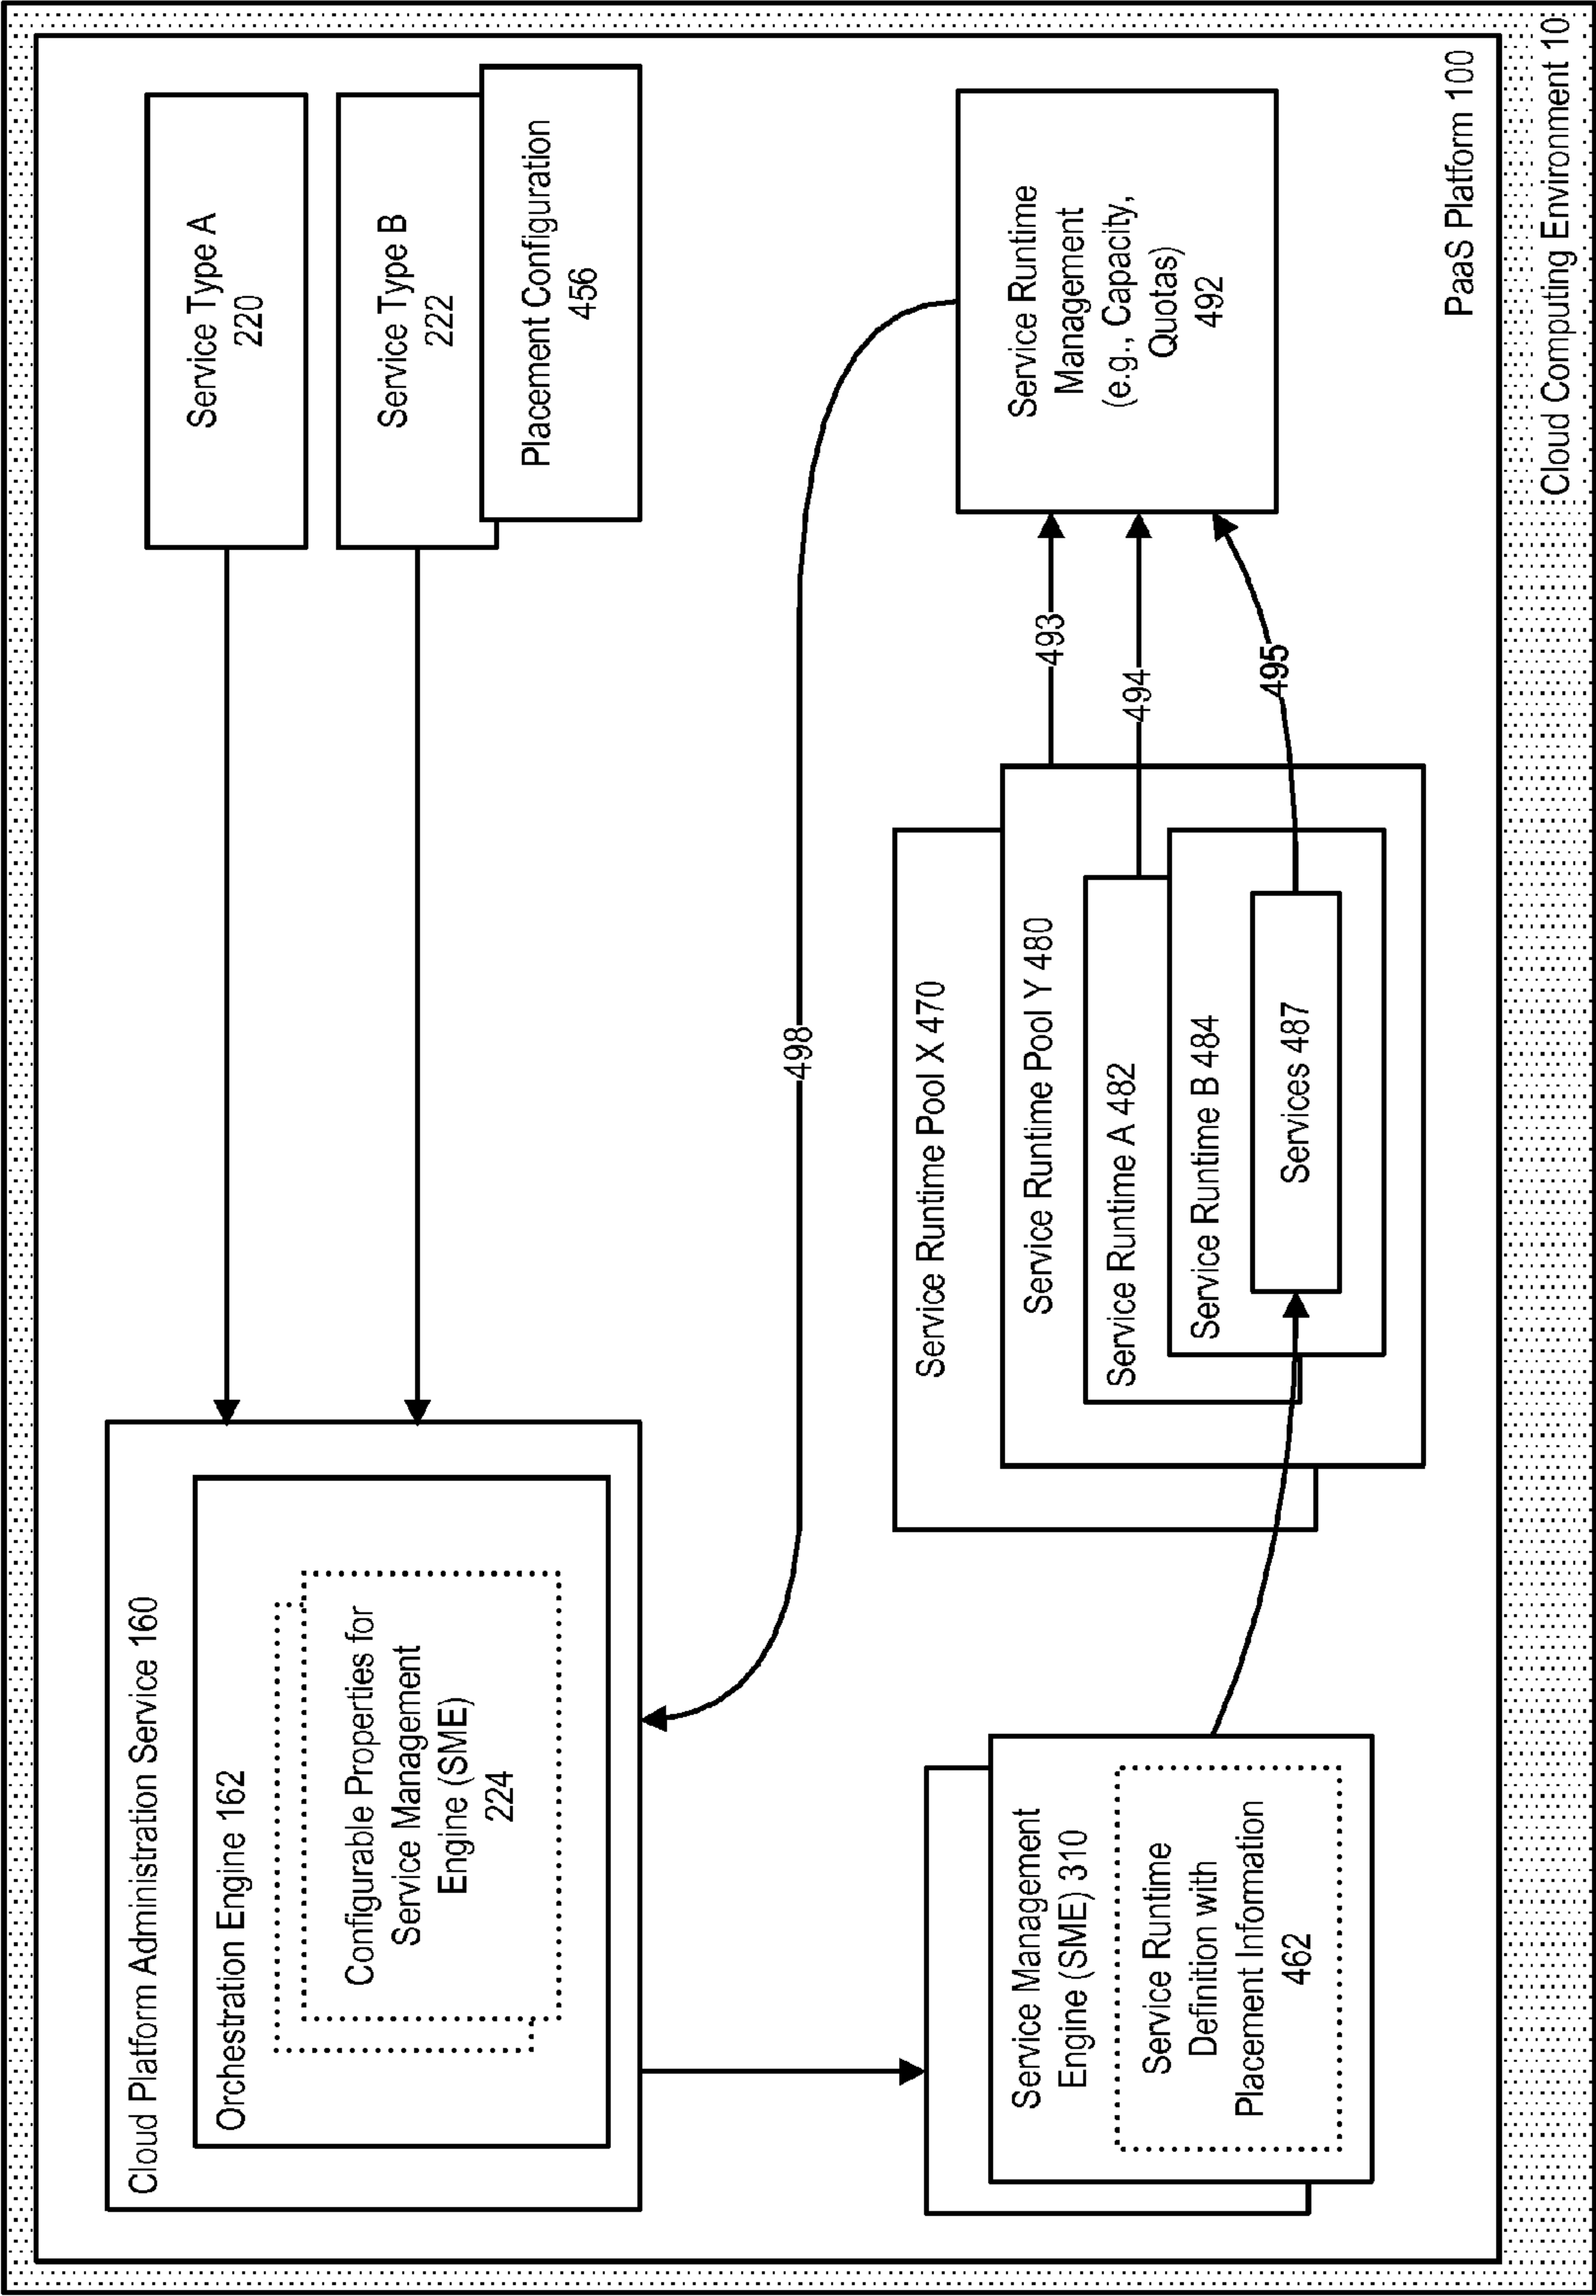 Cloud Platform Administration Service 160
Orchestration Engine 162
Configurable Properties for
Service Management
Engine (SME)
224
Service Type A
220
Service Type B
222
Placement Configuration
456
498
Service Management
Engine (SME) 310
Service Runtime
Definition with
Placement Information
462
Service Runtime Pool X 470
Service Runtime Pool Y 480
Service Runtime A 482
Service Runtime B 484
Services 487
493
494
495
Service Runtime
Management
(e.g., Capacity,
Quotas)
492
PaaS Platform 100
Cloud Computing Environment 10